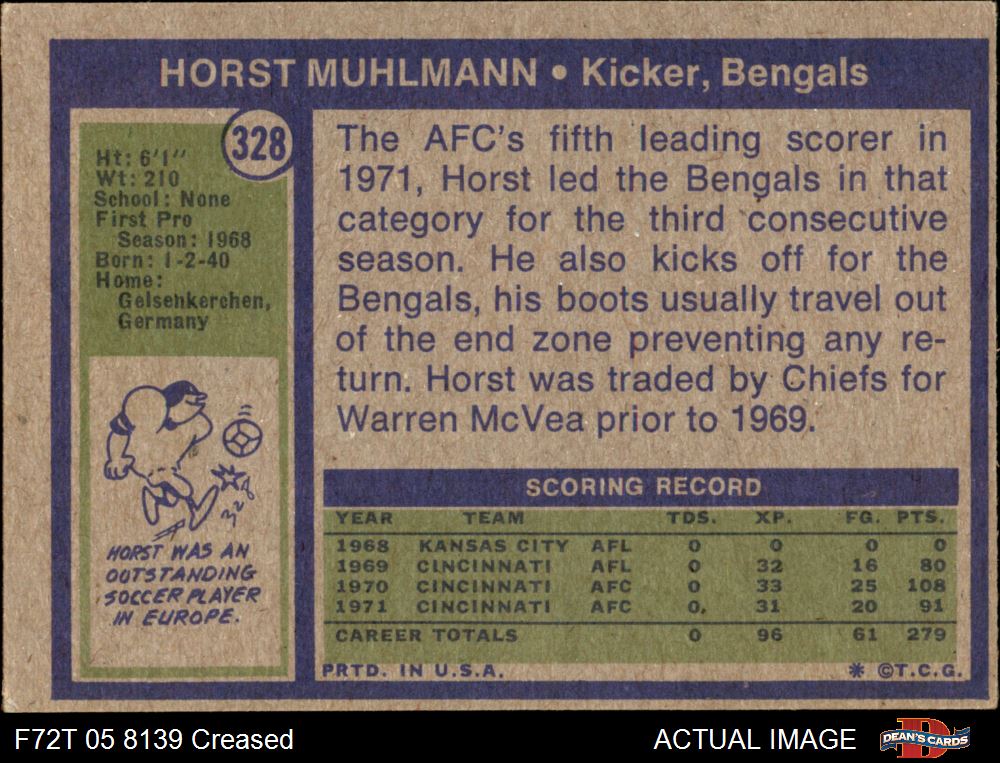 HORST MUHLMANN • Kicker, Bengals
328
Ht: 6'1"
Wt: 210
School: None
First Pro
Season: 1968
Born: 1-2-40
Home:
Gelsenkerchen,
Germany
HORST WAS AN
OUTSTANDING
SOCCER PLAYER
IN EUROPE.
The AFC's fifth leading scorer in
1971, Horst led the Bengals in that
category for the third consecutive
season. He also kicks off for the
Bengals, his boots usually travel out
of the end zone preventing any re-
turn. Horst was traded by Chiefs for
Warren McVea prior to 1969.
SCORING RECORD
YEAR TEAM TDS. XP. FG. PTS.
1968 KANSAS CITY AFL 0 0 0 0
1969 CINCINNATI AFL 0 32 16 80
1970 CINCINNATI AFC 0 33 25 108
1971 CINCINNATI AFC 0 31 20 91
CAREER TOTALS 0 96 61 279
PRTD. IN U.S.A. * ©T.C.G.
F72T 05 8139 Creased ACTUAL IMAGE
D
DEAN'S CARDS